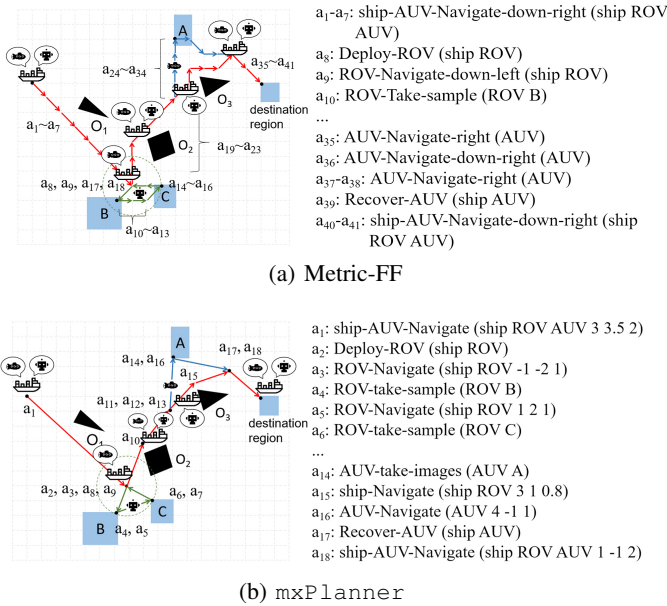 A
a₂₄~a₃₄
a₃₅~a₄₁
O₃
destination
region
O₁
a₁~a₇
O₂
a₁₉~a₂₃
a₈, a₉, a₁₇, a₁₈
a₁₄~a₁₆
C
B
a₁₀~a₁₃
a₁-a₇: ship-AUV-Navigate-down-right (ship ROV
AUV)
a₈: Deploy-ROV (ship ROV)
a₉: ROV-Navigate-down-left (ship ROV)
a₁₀: ROV-Take-sample (ROV B)
...
a₃₅: AUV-Navigate-right (AUV)
a₃₆: AUV-Navigate-down-right (AUV)
a₃₇-a₃₈: AUV-Navigate-right (AUV)
a₃₉: Recover-AUV (ship AUV)
a₄₀-a₄₁: ship-AUV-Navigate-down-right (ship
ROV AUV)
(a) Metric-FF
A
a₁₄, a₁₆
a₁₇, a₁₈
a₁₅
a₁
a₁₁, a₁₂, a₁₃
O₃
destination
region
O₁
a₁₀
O₂
a₂, a₃, a₈, a₉
a₆, a₇
C
B
a₄, a₅
a₁: ship-AUV-Navigate (ship ROV AUV 3 3.5 2)
a₂: Deploy-ROV (ship ROV)
a₃: ROV-Navigate (ship ROV -1 -2 1)
a₄: ROV-take-sample (ROV B)
a₅: ROV-Navigate (ship ROV 1 2 1)
a₆: ROV-take-sample (ROV C)
...
a₁₄: AUV-take-images (AUV A)
a₁₅: ship-Navigate (ship ROV 3 1 0.8)
a₁₆: AUV-Navigate (AUV 4 -1 1)
a₁₇: Recover-AUV (ship AUV)
a₁₈: ship-AUV-Navigate (ship ROV AUV 1 -1 2)
(b) mxPlanner